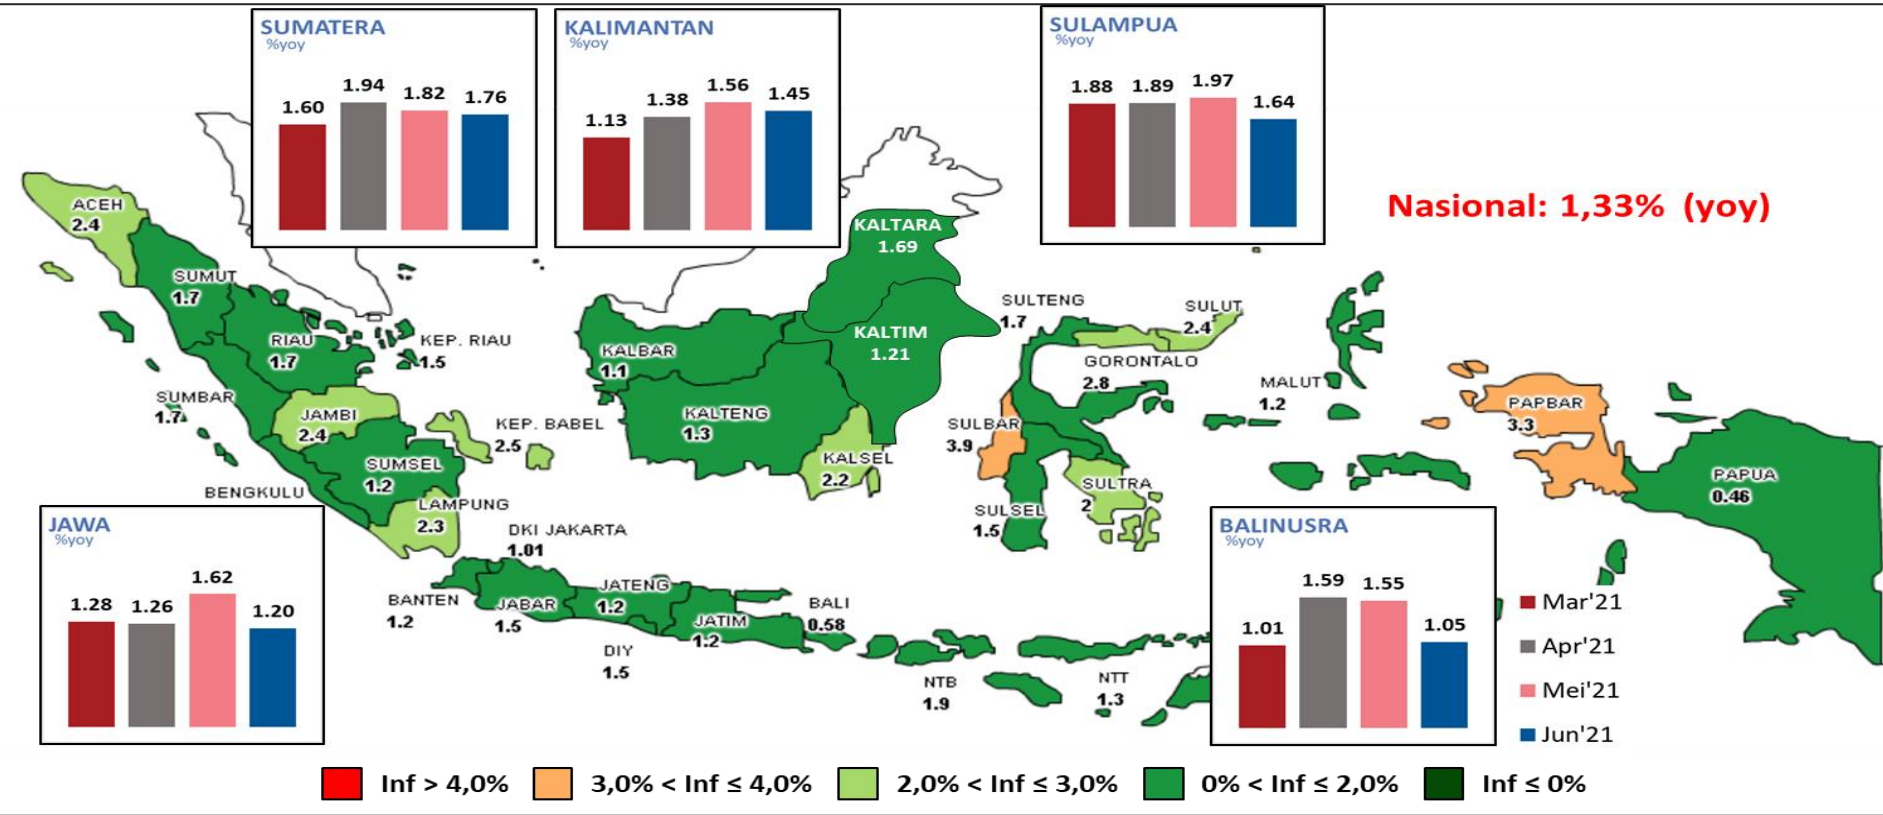 SUMATERA
%yoy
1.60
1.94
1.82
1.76
KALIMANTAN
%yoy
1.13
1.38
1.56
1.45
SULAMPUA
%yoy
1.88
1.89
1.97
1.64
Nasional: 1,33% (yoy)
ACEH
2.4
SUMUT
1.7
RIAU
1.7
KEP. RIAU
1.5
SUMBAR
1.7
JAMBI
2.4
KEP. BABEL
2.5
SUMSEL
1.2
BENGKULU
LAMPUNG
2.3
KALTARA
1.69
KALTIM
1.21
KALBAR
1.1
KALTENG
1.3
KALSEL
2.2
SULTENG
1.7
SULUT
2.4
GORONTALO
2.8
SULBAR
3.9
SULTRA
2
SULSEL
1.5
MALUT
1.2
PAPBAR
3.3
PAPUA
0.46
DKI JAKARTA
1.01
BANTEN
1.2
JABAR
1.5
JATENG
1.2
DIY
1.5
JATIM
1.2
BALI
0.58
NTB
1.9
NTT
1.3
JAWA
%yoy
1.28
1.26
1.62
1.20
BALINUSRA
%yoy
1.01
1.59
1.55
1.05
Mar'21
Apr'21
Mei'21
Jun'21
Inf > 4,0%
3,0% < Inf ≤ 4,0%
2,0% < Inf ≤ 3,0%
0% < Inf ≤ 2,0%
Inf ≤ 0%